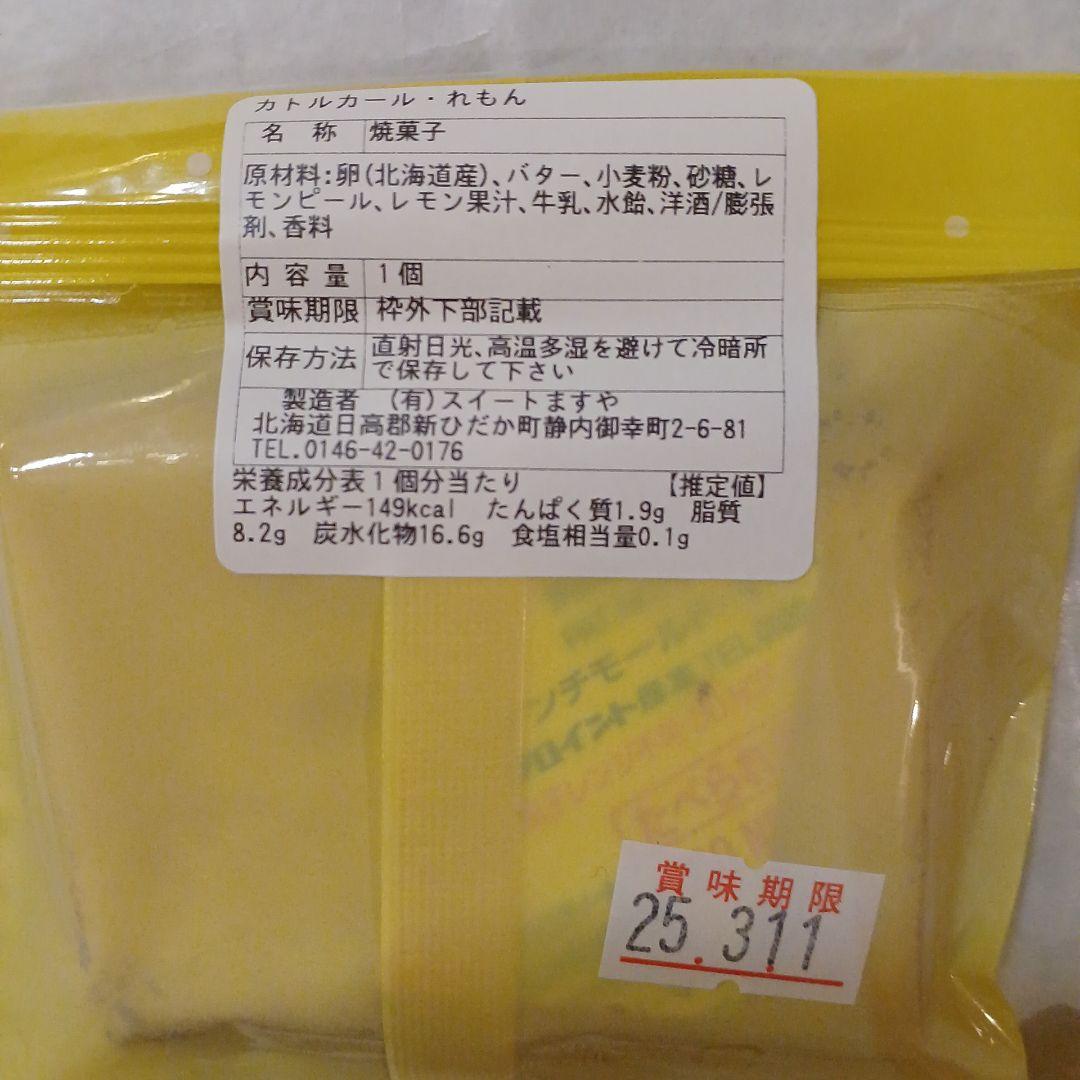 カトルカール・れもん
名 称 焼菓子
原材料:卵(北海道産)、バター、小麦粉、砂糖、レ
モンピール、レモン果汁、牛乳、水飴、洋酒/膨張
剤、香料
内 容 量 1個
賞味期限 枠外下部記載
保存方法 直射日光、高温多湿を避けて冷暗所
で保存して下さい
製造者 (有)スイートますや
北海道日高郡新ひだか町静内御幸町2-6-81
TEL.0146-42-0176
栄養成分表1個分当たり 【推定値】
エネルギー149kcal たんぱく質1.9g 脂質
8.2g 炭水化物16.6g 食塩相当量0.1g
ンチモール
ロイント
賞味期限
25.3.11